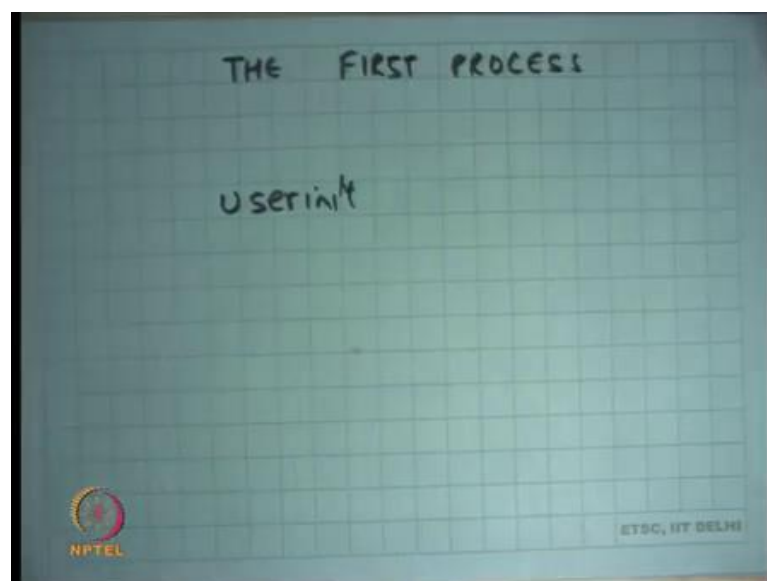 THE FIRST PROCESS
userinit
NPTEL
ETSC, IIT DELHI